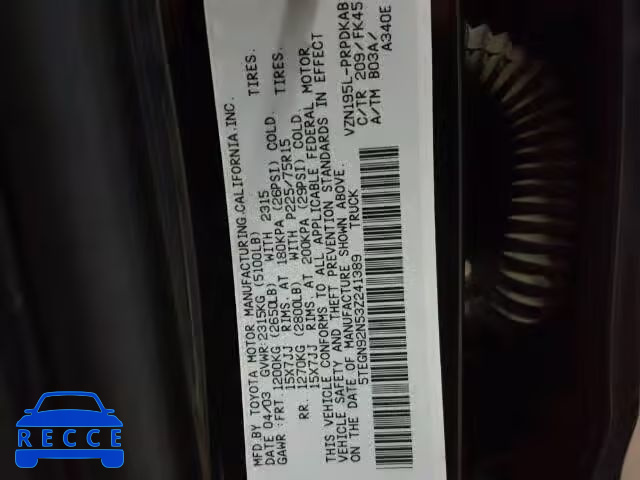 MFD.BY TOYOTA MOTOR MANUFACTURING,CALIFORNIA,INC.
DATE 04/03 GVWR:2315KG (5100LB)
GAWR :FRT.1200KG (2650LB) WITH 2315 TIRES.
15X7JJ :RIMS. AT 180KPA (26PSI) COLD.
RR. 1270KG (2800LB) WITH P225/75R15 TIRES.
15X7JJ RIMS. AT 200KPA (29PSI) COLD.
THIS VEHICLE CONFORMS TO ALL APPLICABLE FEDERAL MOTOR
VEHICLE SAFETY AND THEFT PREVENTION STANDARDS IN EFFECT
ON THE DATE OF MANUFACTURE SHOWN ABOVE.
5TEGN92N53Z241389 TRUCK
VZN195L-PRPDKAB
C/TR 209/FK45
A/TM B03A/
A340E
RECCE